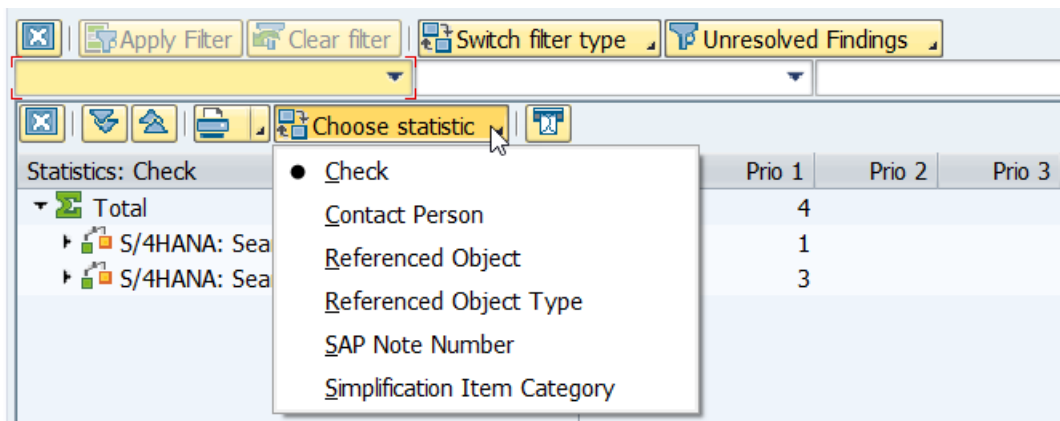 Apply Filter Clear filter Switch filter type Unresolved Findings
Choose statistic
Statistics: Check Prio 1 Prio 2 Prio 3
Check
Total 4
Contact Person
S/4HANA: Sea 1
Referenced Object
S/4HANA: Sea 3
Referenced Object Type
SAP Note Number
Simplification Item Category